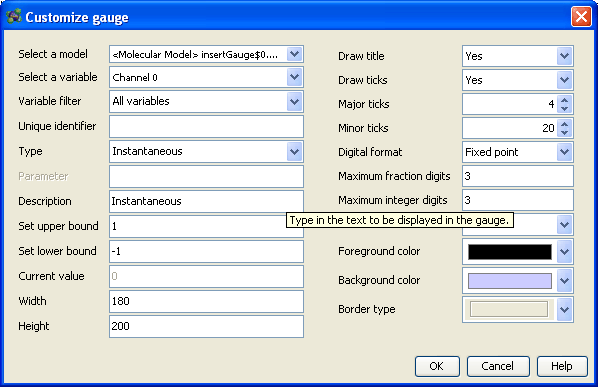 Customize gauge
Select a model <Molecular Model> insertGauge$0....
Select a variable Channel 0
Variable filter All variables
Unique identifier
Type Instantaneous
Parameter
Description Instantaneous
Set upper bound 1
Set lower bound -1
Current value 0
Width 180
Height 200
Draw title Yes
Draw ticks Yes
Major ticks 4
Minor ticks 20
Digital format Fixed point
Maximum fraction digits 3
Maximum integer digits 3
Type in the text to be displayed in the gauge.
Foreground color
Background color
Border type
OK Cancel Help